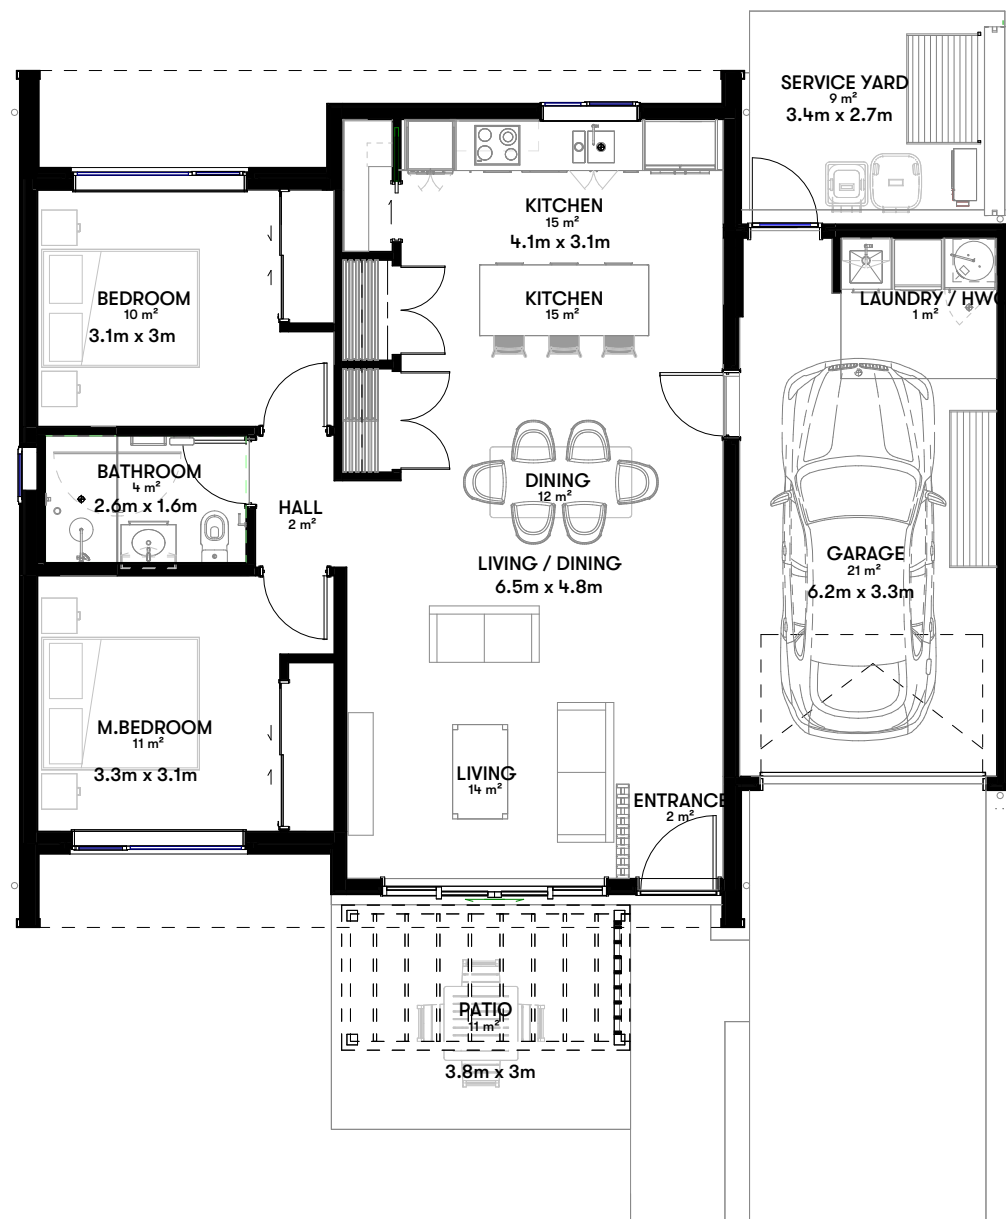 SERVICE YARD
9 m²
3.4m x 2.7m
KITCHEN
15 m²
4.1m x 3.1m
BEDROOM
10 m²
3.1m x 3m
KITCHEN
15 m²
LAUNDRY / HWC
1 m²
BATHROOM
4 m²
2.6m x 1.6m
HALL
2 m²
DINING
12 m²
LIVING / DINING
6.5m x 4.8m
GARAGE
21 m²
6.2m x 3.3m
M.BEDROOM
11 m²
3.3m x 3.1m
LIVING
14 m²
ENTRANCE
2 m²
PATIO
11 m²
3.8m x 3m